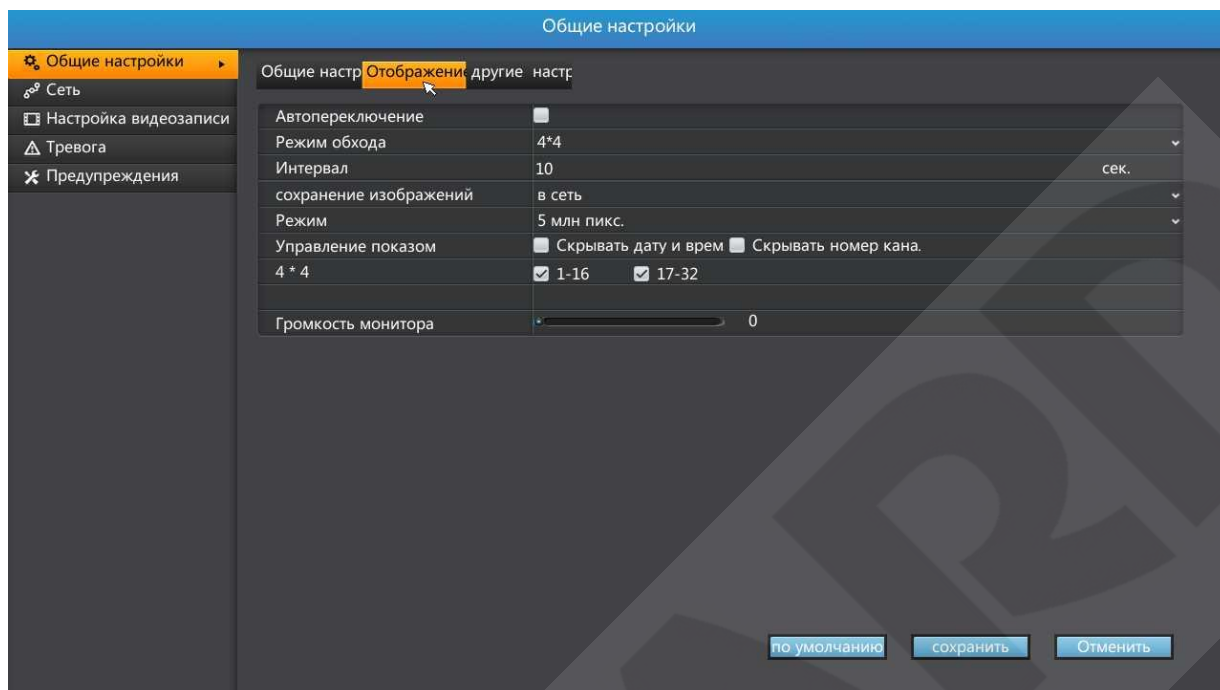 Общие настройки
Общие настройки
Сеть
Настройка видеозаписи
Тревога
Предупреждения
Общие настр Отображени другие настр
Автопереключение
Режим обхода 4*4
Интервал 10 сек.
сохранение изображений в сеть
Режим 5 млн пикс.
Управление показом Скрывать дату и врем Скрывать номер кана.
4 * 4 1-16 17-32
Громкость монитора 0
по умолчанию сохранить Отменить